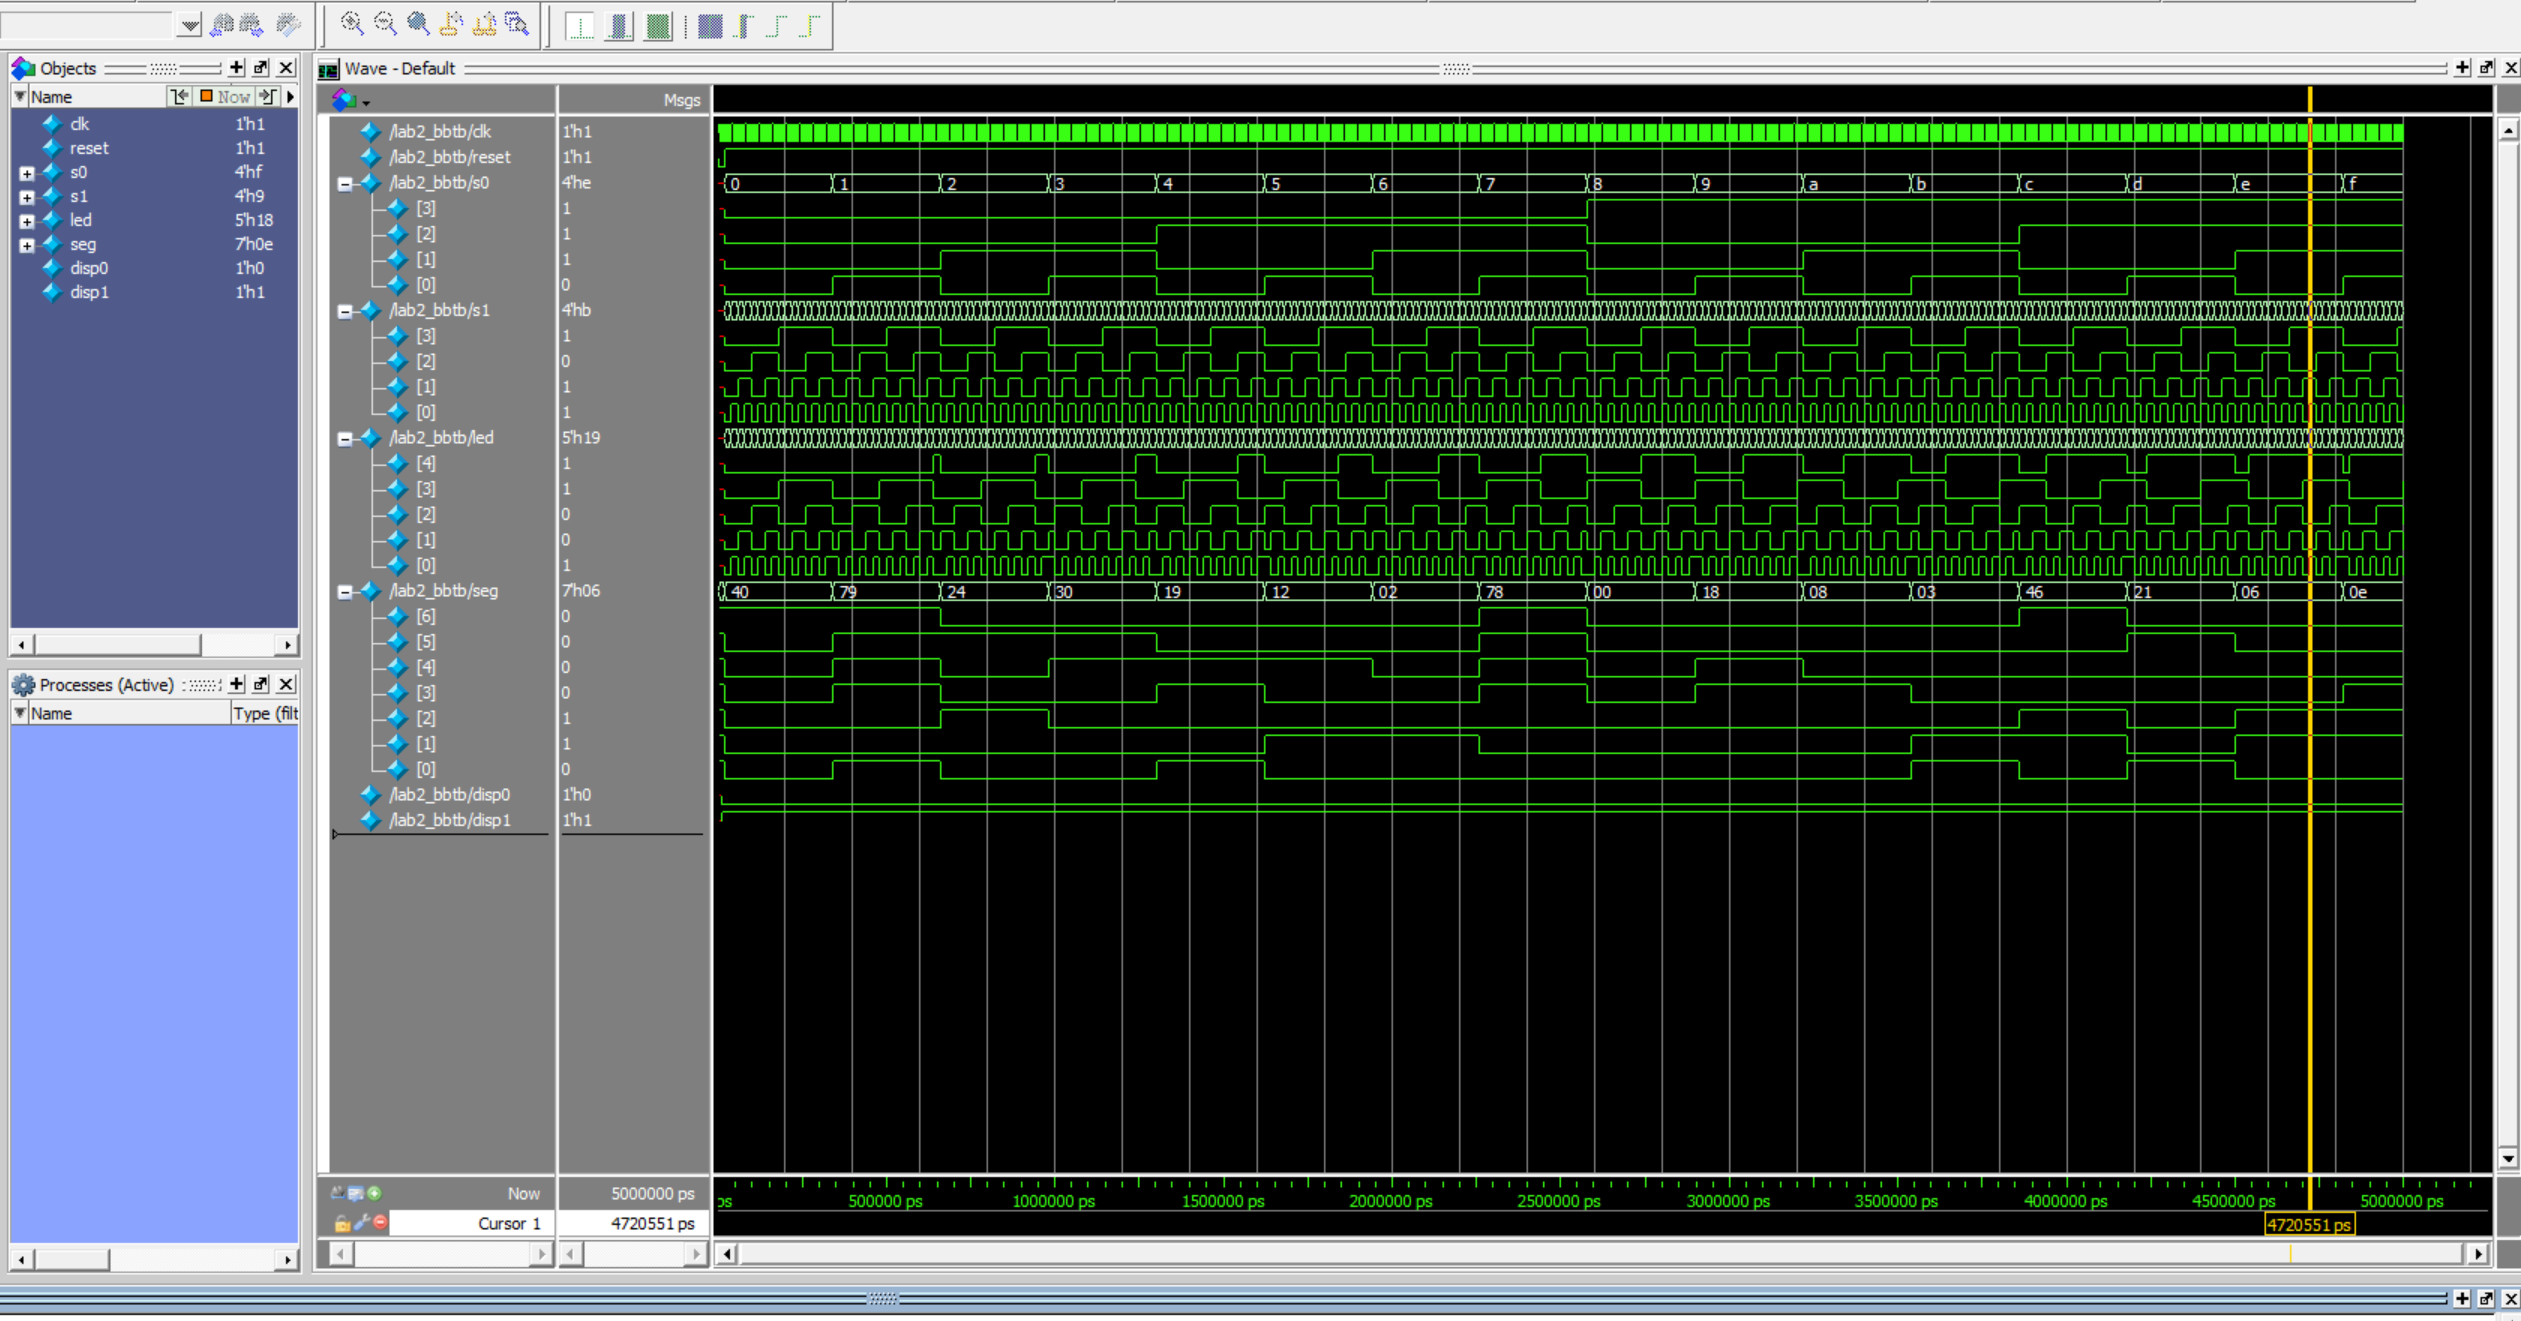 Objects
Name Now
clk 1'h1
reset 1'h1
s0 4'hf
s1 4'h9
led 5'h18
seg 7'h0e
disp0 1'h0
disp1 1'h1
Processes (Active)
Name Type (filt
Wave - Default
Msgs
/lab2_bbtb/clk 1'h1
/lab2_bbtb/reset 1'h1
/lab2_bbtb/s0 4'he 0 1 2 3 4 5 6 7 8 9 a b c d e f
[3] 1
[2] 1
[1] 1
[0] 0
/lab2_bbtb/s1 4'hb
[3] 1
[2] 0
[1] 1
[0] 1
/lab2_bbtb/led 5'h19
[4] 1
[3] 1
[2] 0
[1] 0
[0] 1
/lab2_bbtb/seg 7'h06 40 79 24 30 19 12 02 78 00 18 08 03 46 21 06 0e
[6] 0
[5] 0
[4] 0
[3] 0
[2] 1
[1] 1
[0] 0
/lab2_bbtb/disp0 1'h0
/lab2_bbtb/disp1 1'h1
Now 5000000 ps ps 500000 ps 1000000 ps 1500000 ps 2000000 ps 2500000 ps 3000000 ps 3500000 ps 4000000 ps 4500000 ps 5000000 ps
Cursor 1 4720551 ps 4720551 ps